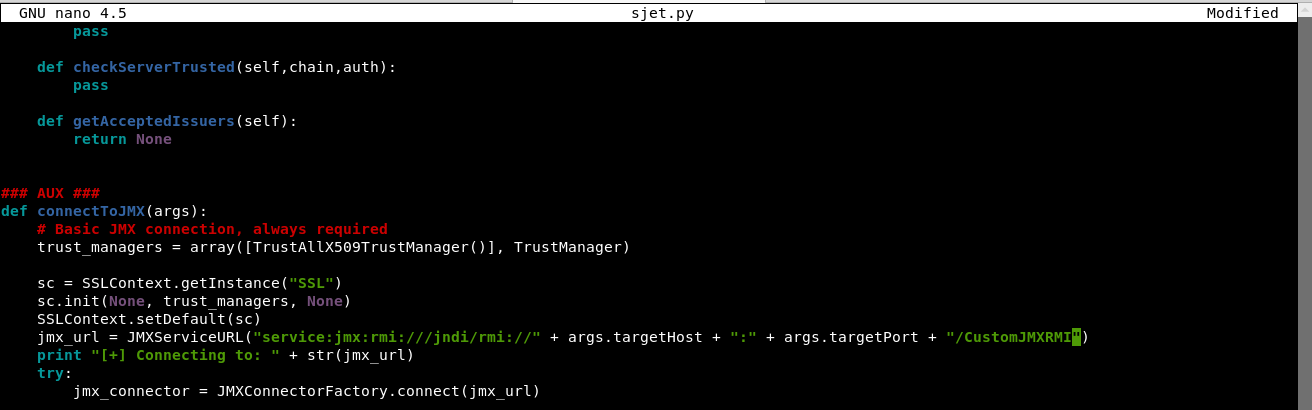 GNU nano 4.5 sjet.py Modified
pass
def checkServerTrusted(self,chain,auth):
pass
def getAcceptedIssuers(self):
return None
### AUX ###
def connectToJMX(args):
# Basic JMX connection, always required
trust_managers = array([TrustAllX509TrustManager()], TrustManager)
sc = SSLContext.getInstance("SSL")
sc.init(None, trust_managers, None)
SSLContext.setDefault(sc)
jmx_url = JMXServiceURL("service:jmx:rmi:///jndi/rmi://" + args.targetHost + ":" + args.targetPort + "/CustomJMXRMI")
print "[+] Connecting to: " + str(jmx_url)
try:
jmx_connector = JMXConnectorFactory.connect(jmx_url)